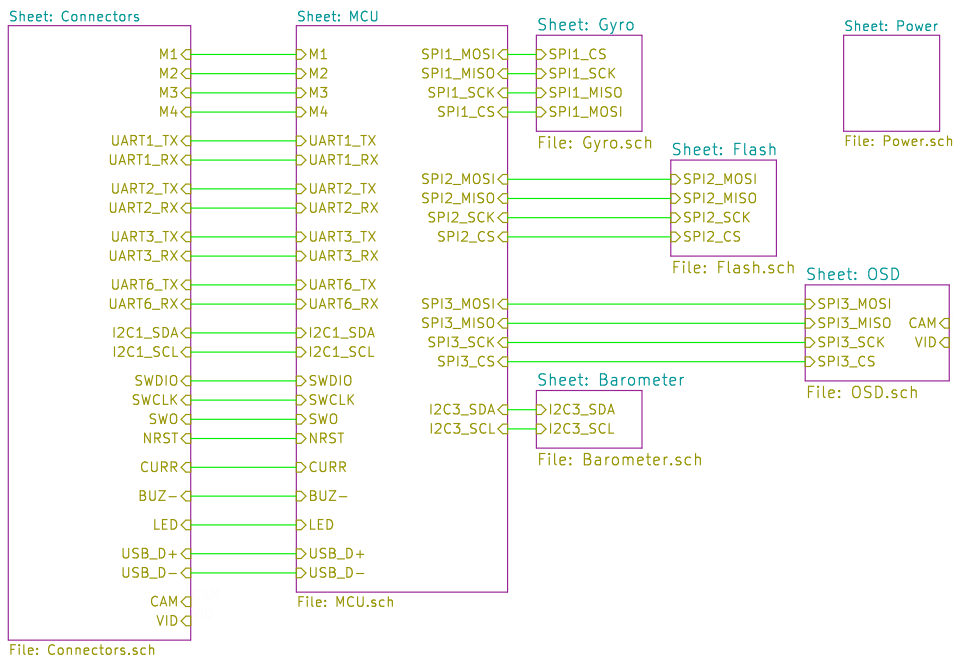 Sheet: Connectors
M1
M2
M3
M4
UART1_TX
UART1_RX
UART2_TX
UART2_RX
UART3_TX
UART3_RX
UART6_TX
UART6_RX
I2C1_SDA
I2C1_SCL
SWDIO
SWCLK
SWO
NRST
CURR
BUZ-
LED
USB_D+
USB_D-
CAM
VID
File: Connectors.sch
Sheet: MCU
M1
M2
M3
M4
UART1_TX
UART1_RX
UART2_TX
UART2_RX
UART3_TX
UART3_RX
UART6_TX
UART6_RX
I2C1_SDA
I2C1_SCL
SWDIO
SWCLK
SWO
NRST
CURR
BUZ-
LED
USB_D+
USB_D-
SPI1_MOSI
SPI1_MISO
SPI1_SCK
SPI1_CS
SPI2_MOSI
SPI2_MISO
SPI2_SCK
SPI2_CS
SPI3_MOSI
SPI3_MISO
SPI3_SCK
SPI3_CS
I2C3_SDA
I2C3_SCL
File: MCU.sch
Sheet: Gyro
SPI1_CS
SPI1_SCK
SPI1_MISO
SPI1_MOSI
File: Gyro.sch
Sheet: Power
File: Power.sch
Sheet: Flash
SPI2_MOSI
SPI2_MISO
SPI2_SCK
SPI2_CS
File: Flash.sch
Sheet: OSD
SPI3_MOSI
SPI3_MISO
SPI3_SCK
SPI3_CS
CAM
VID
File: OSD.sch
Sheet: Barometer
I2C3_SDA
I2C3_SCL
File: Barometer.sch